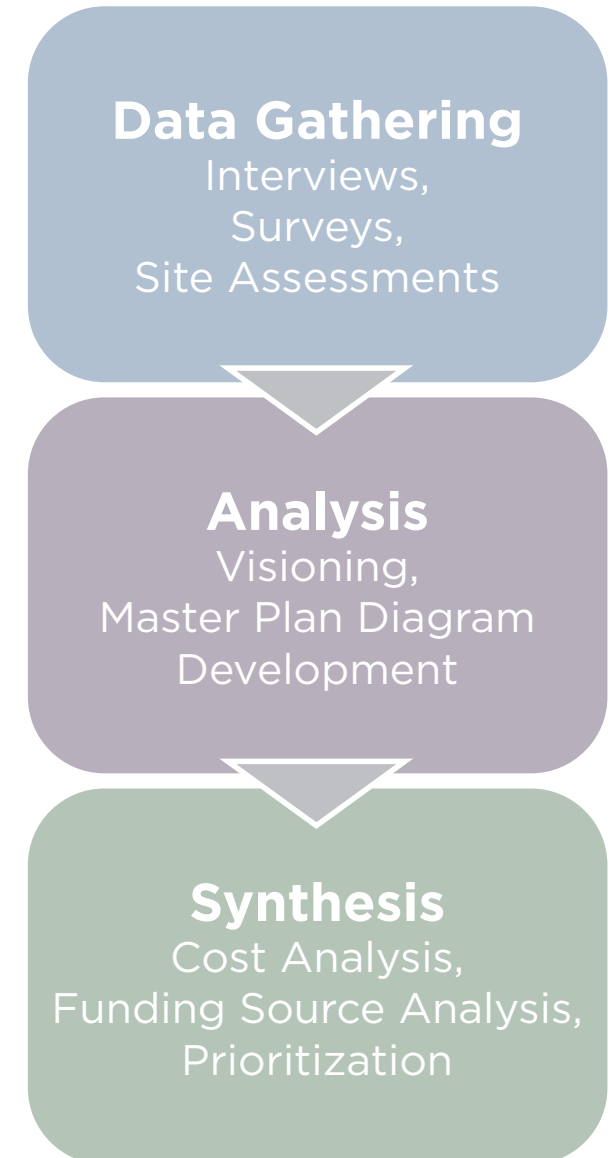 Data Gathering
Interviews,
Surveys,
Site Assessments
Analysis
Visioning,
Master Plan Diagram
Development
Synthesis
Cost Analysis,
Funding Source Analysis,
Prioritization